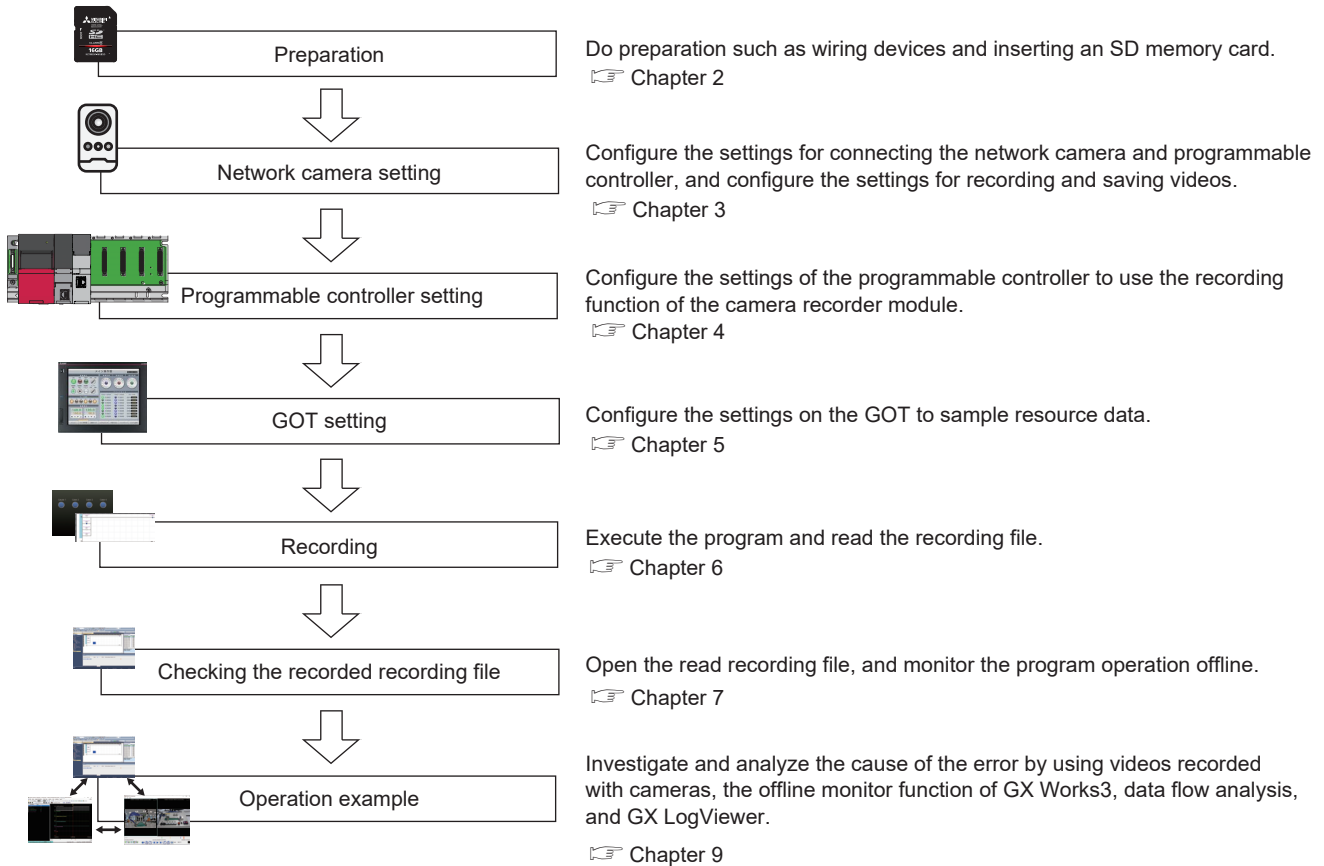 Preparation
Do preparation such as wiring devices and inserting an SD memory card.
Chapter 2
Network camera setting
Configure the settings for connecting the network camera and programmable
controller, and configure the settings for recording and saving videos.
Chapter 3
Programmable controller setting
Configure the settings of the programmable controller to use the recording
function of the camera recorder module.
Chapter 4
GOT setting
Configure the settings on the GOT to sample resource data.
Chapter 5
Recording
Execute the program and read the recording file.
Chapter 6
Checking the recorded recording file
Open the read recording file, and monitor the program operation offline.
Chapter 7
Operation example
Investigate and analyze the cause of the error by using videos recorded
with cameras, the offline monitor function of GX Works3, data flow analysis,
and GX LogViewer.
Chapter 9
16GB